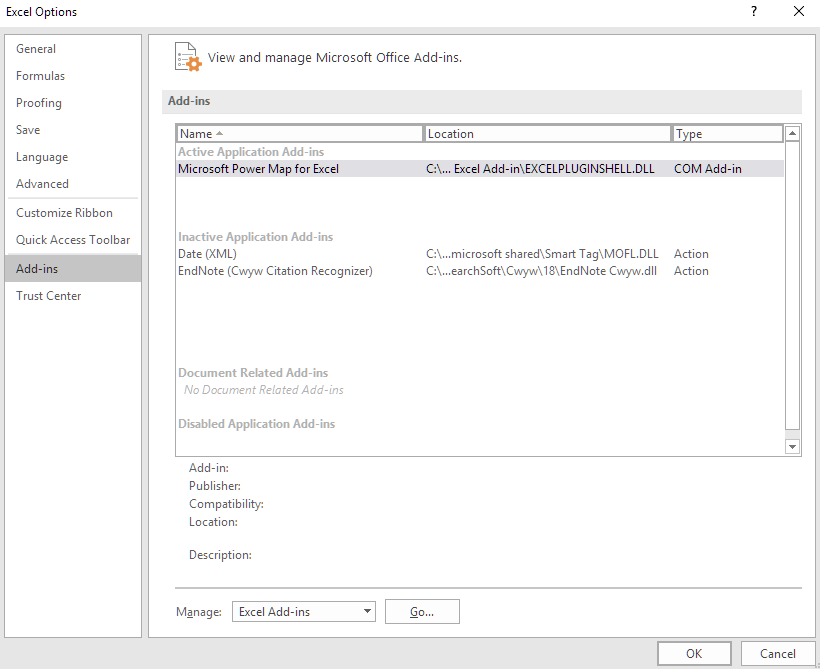 Excel Options
?
General
Formulas
Proofing
Save
Language
Advanced
Customize Ribbon
Quick Access Toolbar
Add-ins
Trust Center
View and manage Microsoft Office Add-ins.
Add-ins
Name Location Type
Active Application Add-ins
Microsoft Power Map for Excel C:\... Excel Add-in\EXCELPLUGINSHELL.DLL COM Add-in
Inactive Application Add-ins
Date (XML) C:\...microsoft shared\Smart Tag\MOFL.DLL Action
EndNote (Cwyw Citation Recognizer) C:\...earchSoft\Cwyw\18\EndNote Cwyw.dll Action
Document Related Add-ins
No Document Related Add-ins
Disabled Application Add-ins
Add-in:
Publisher:
Compatibility:
Location:
Description:
Manage: Excel Add-ins Go...
OK Cancel